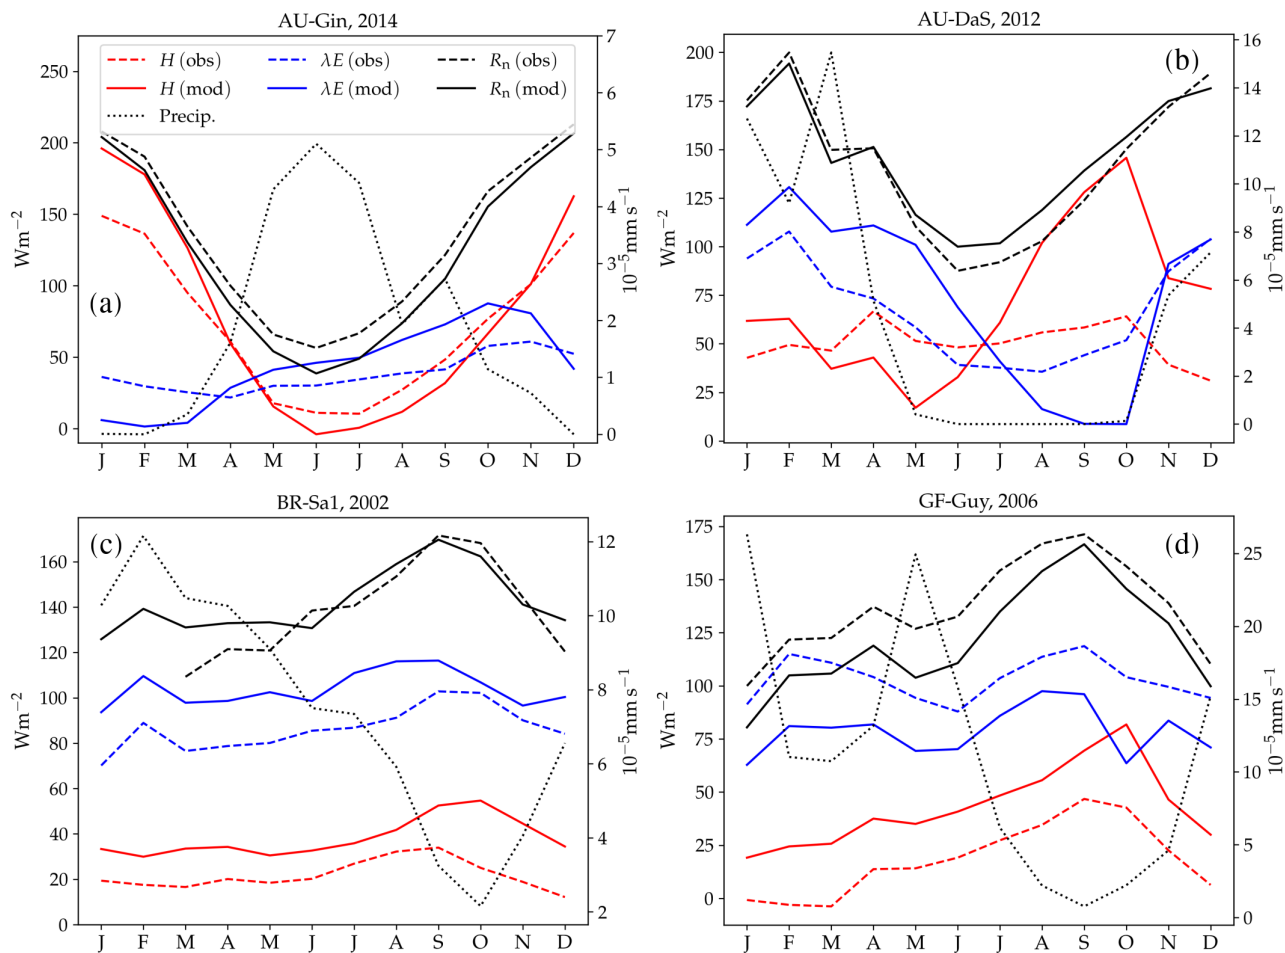 AU-Gin, 2014
H (obs) λE (obs) Rn (obs)
H (mod) λE (mod) Rn (mod)
Precip.
(a)
Wm−2
250
200
150
100
50
0
7
6
5
4
3
2
1
0
10−5mm s−1
J F M A M J J A S O N D
AU-DaS, 2012
(b)
Wm−2
200
175
150
125
100
75
50
25
0
16
14
12
10
8
6
4
2
0
10−5mm s−1
J F M A M J J A S O N D
BR-Sa1, 2002
(c)
Wm−2
160
140
120
100
80
60
40
20
0
12
10
8
6
4
2
10−5mm s−1
J F M A M J J A S O N D
GF-Guy, 2006
(d)
Wm−2
175
150
125
100
75
50
25
0
25
20
15
10
5
0
10−5mm s−1
J F M A M J J A S O N D